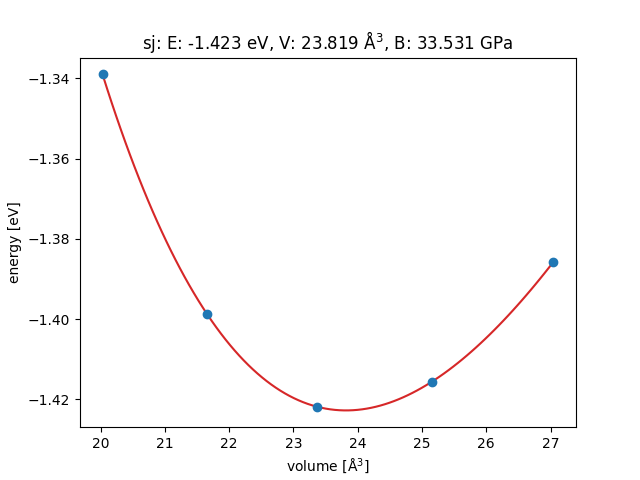 sj: E: -1.423 eV, V: 23.819 Å³, B: 33.531 GPa
energy [eV]
−1.34
−1.36
−1.38
−1.40
−1.42
20 21 22 23 24 25 26 27
volume [Å³]